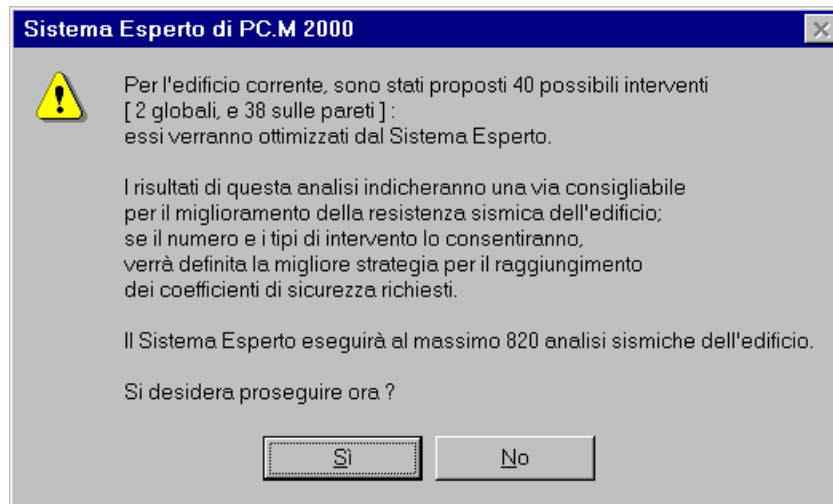 Sistema Esperto di PC.M 2000
Per l'edificio corrente, sono stati proposti 40 possibili interventi
[ 2 globali, e 38 sulle pareti ] :
essi verranno ottimizzati dal Sistema Esperto.
I risultati di questa analisi indicheranno una via consigliabile
per il miglioramento della resistenza sismica dell'edificio;
se il numero e i tipi di intervento lo consentiranno,
verrà definita la migliore strategia per il raggiungimento
dei coefficienti di sicurezza richiesti.
Il Sistema Esperto eseguirà al massimo 820 analisi sismiche dell'edificio.
Si desidera proseguire ora ?
Sì
No